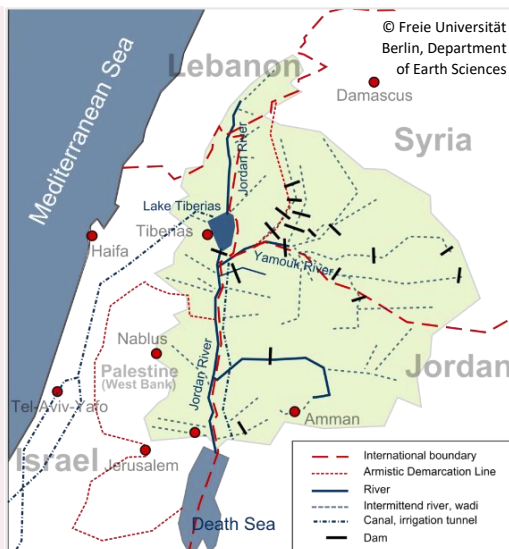 © Freie Universität
Berlin, Department
of Earth Sciences
Lebanon
Damascus
Mediterranean Sea
Syria
Jordan River
Lake Tiberias
Tiberias
Haifa
Yamouk River
Nablus
Palestine
(West Bank)
Jordan River
Jordan
Tel-Aviv-Yafo
Amman
Israel
Jerusalem
Death Sea
International boundary
Armistic Demarcation Line
River
Intermittend river, wadi
Canal, irrigation tunnel
Dam